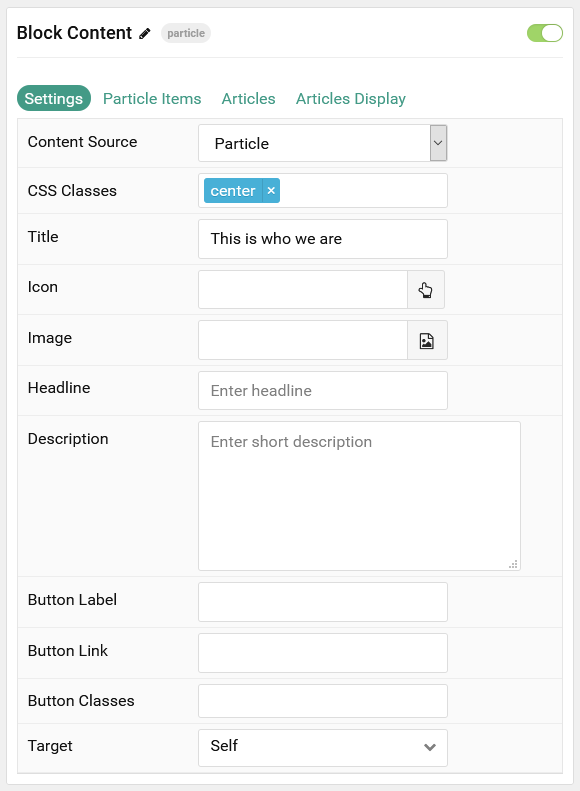 Block Content particle
Settings Particle Items Articles Articles Display
Content Source Particle
CSS Classes center ×
Title This is who we are
Icon
Image
Headline Enter headline
Description Enter short description
Button Label
Button Link
Button Classes
Target Self